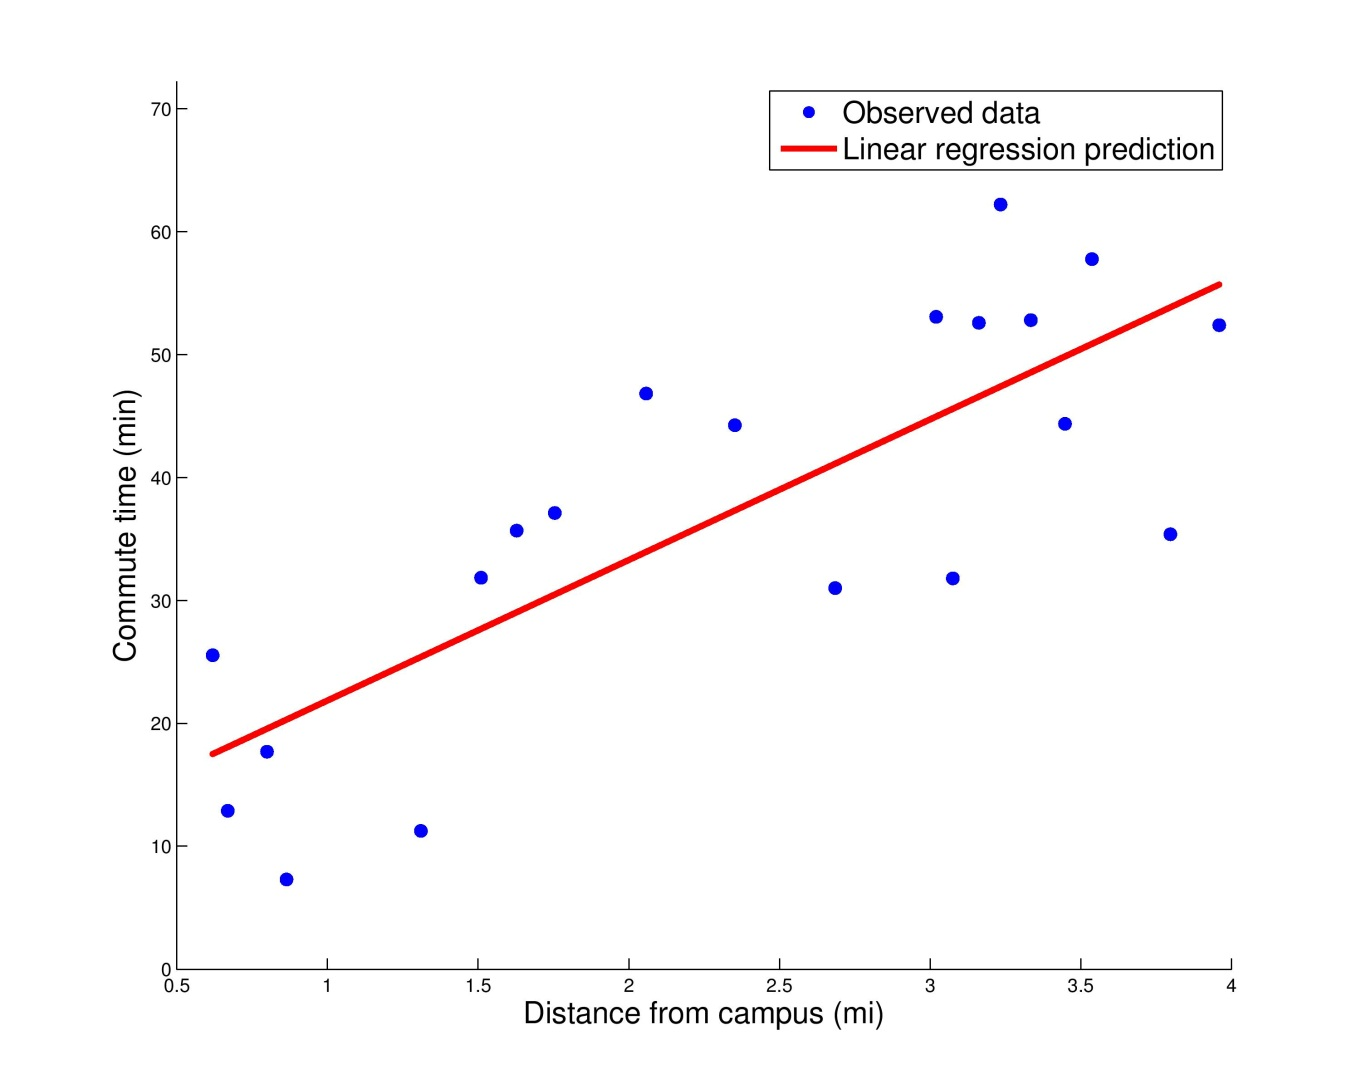 Observed data
Linear regression prediction
70
60
50
40
30
20
10
0
Commute time (min)
0.5 1 1.5 2 2.5 3 3.5 4
Distance from campus (mi)